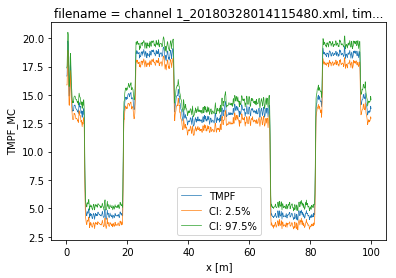 filename = channel 1_20180328014115480.xml, tim...
TMPF_MC
20.0
17.5
15.0
12.5
10.0
7.5
5.0
2.5
TMPF
CI: 2.5%
CI: 97.5%
0
20
40
60
80
100
x [m]